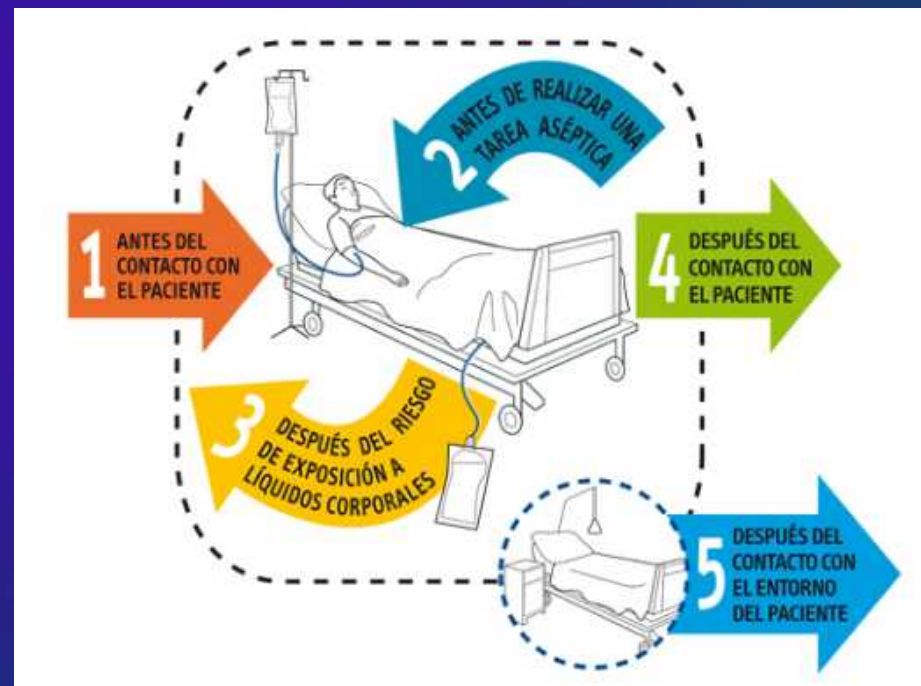 1
ANTES DEL
CONTACTO CON
EL PACIENTE
2
ANTES DE REALIZAR UNA
TAREA ASÉPTICA
3
DESPUÉS DEL RIESGO
DE EXPOSICIÓN A
LÍQUIDOS CORPORALES
4
DESPUÉS DEL
CONTACTO CON
EL PACIENTE
5
DESPUÉS DEL
CONTACTO CON
EL ENTORNO
DEL PACIENTE